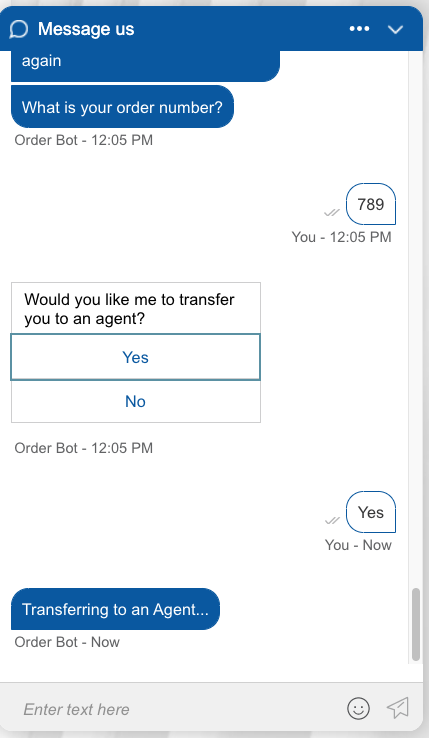 Message us
again
What is your order number?
Order Bot - 12:05 PM
789
You - 12:05 PM
Would you like me to transfer
you to an agent?
Yes
No
Order Bot - 12:05 PM
Yes
You - Now
Transferring to an Agent...
Order Bot - Now
Enter text here